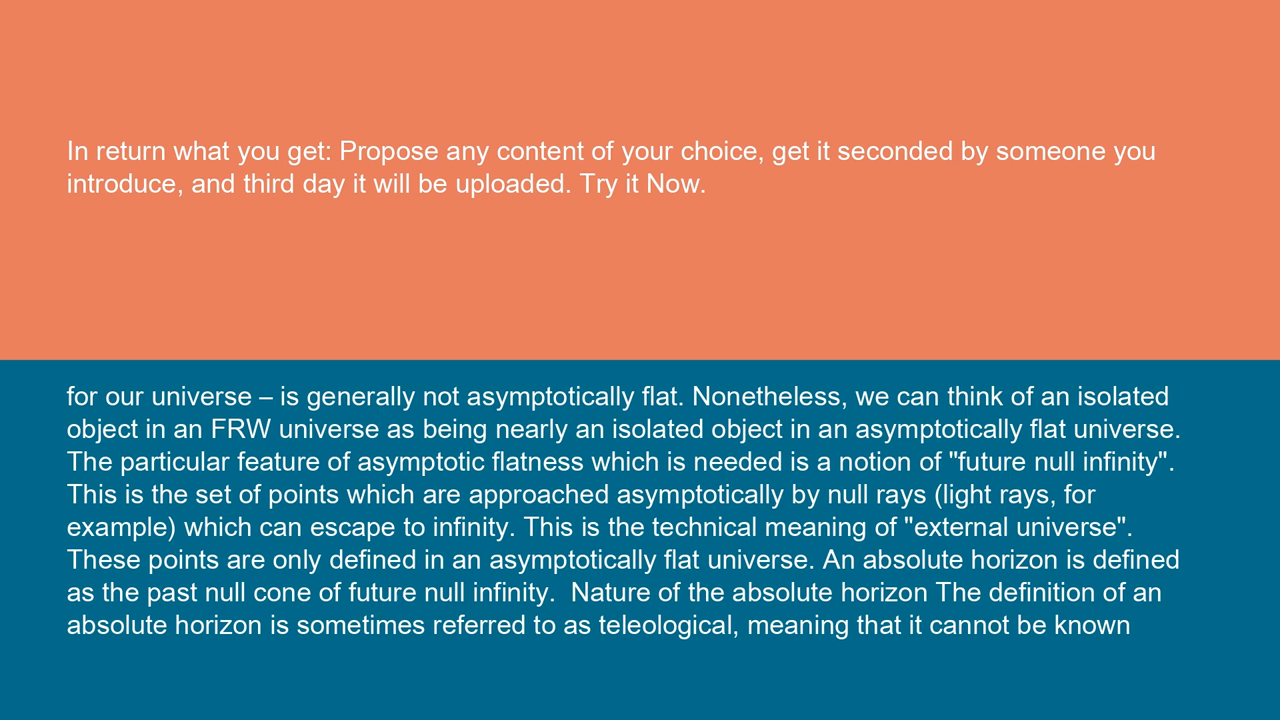 In return what you get: Propose any content of your choice, get it seconded by someone you
introduce, and third day it will be uploaded. Try it Now.
for our universe – is generally not asymptotically flat. Nonetheless, we can think of an isolated
object in an FRW universe as being nearly an isolated object in an asymptotically flat universe.
The particular feature of asymptotic flatness which is needed is a notion of "future null infinity".
This is the set of points which are approached asymptotically by null rays (light rays, for
example) which can escape to infinity. This is the technical meaning of "external universe".
These points are only defined in an asymptotically flat universe. An absolute horizon is defined
as the past null cone of future null infinity.  Nature of the absolute horizon The definition of an
absolute horizon is sometimes referred to as teleological, meaning that it cannot be known